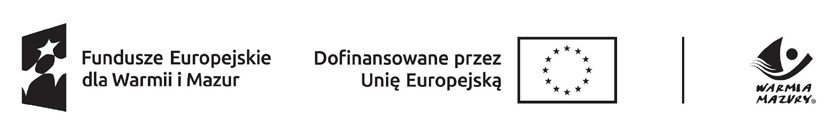 Fundusze Europejskie
dla Warmii i Mazur
Dofinansowane przez
Unię Europejską
WARMIA
MAZURY®